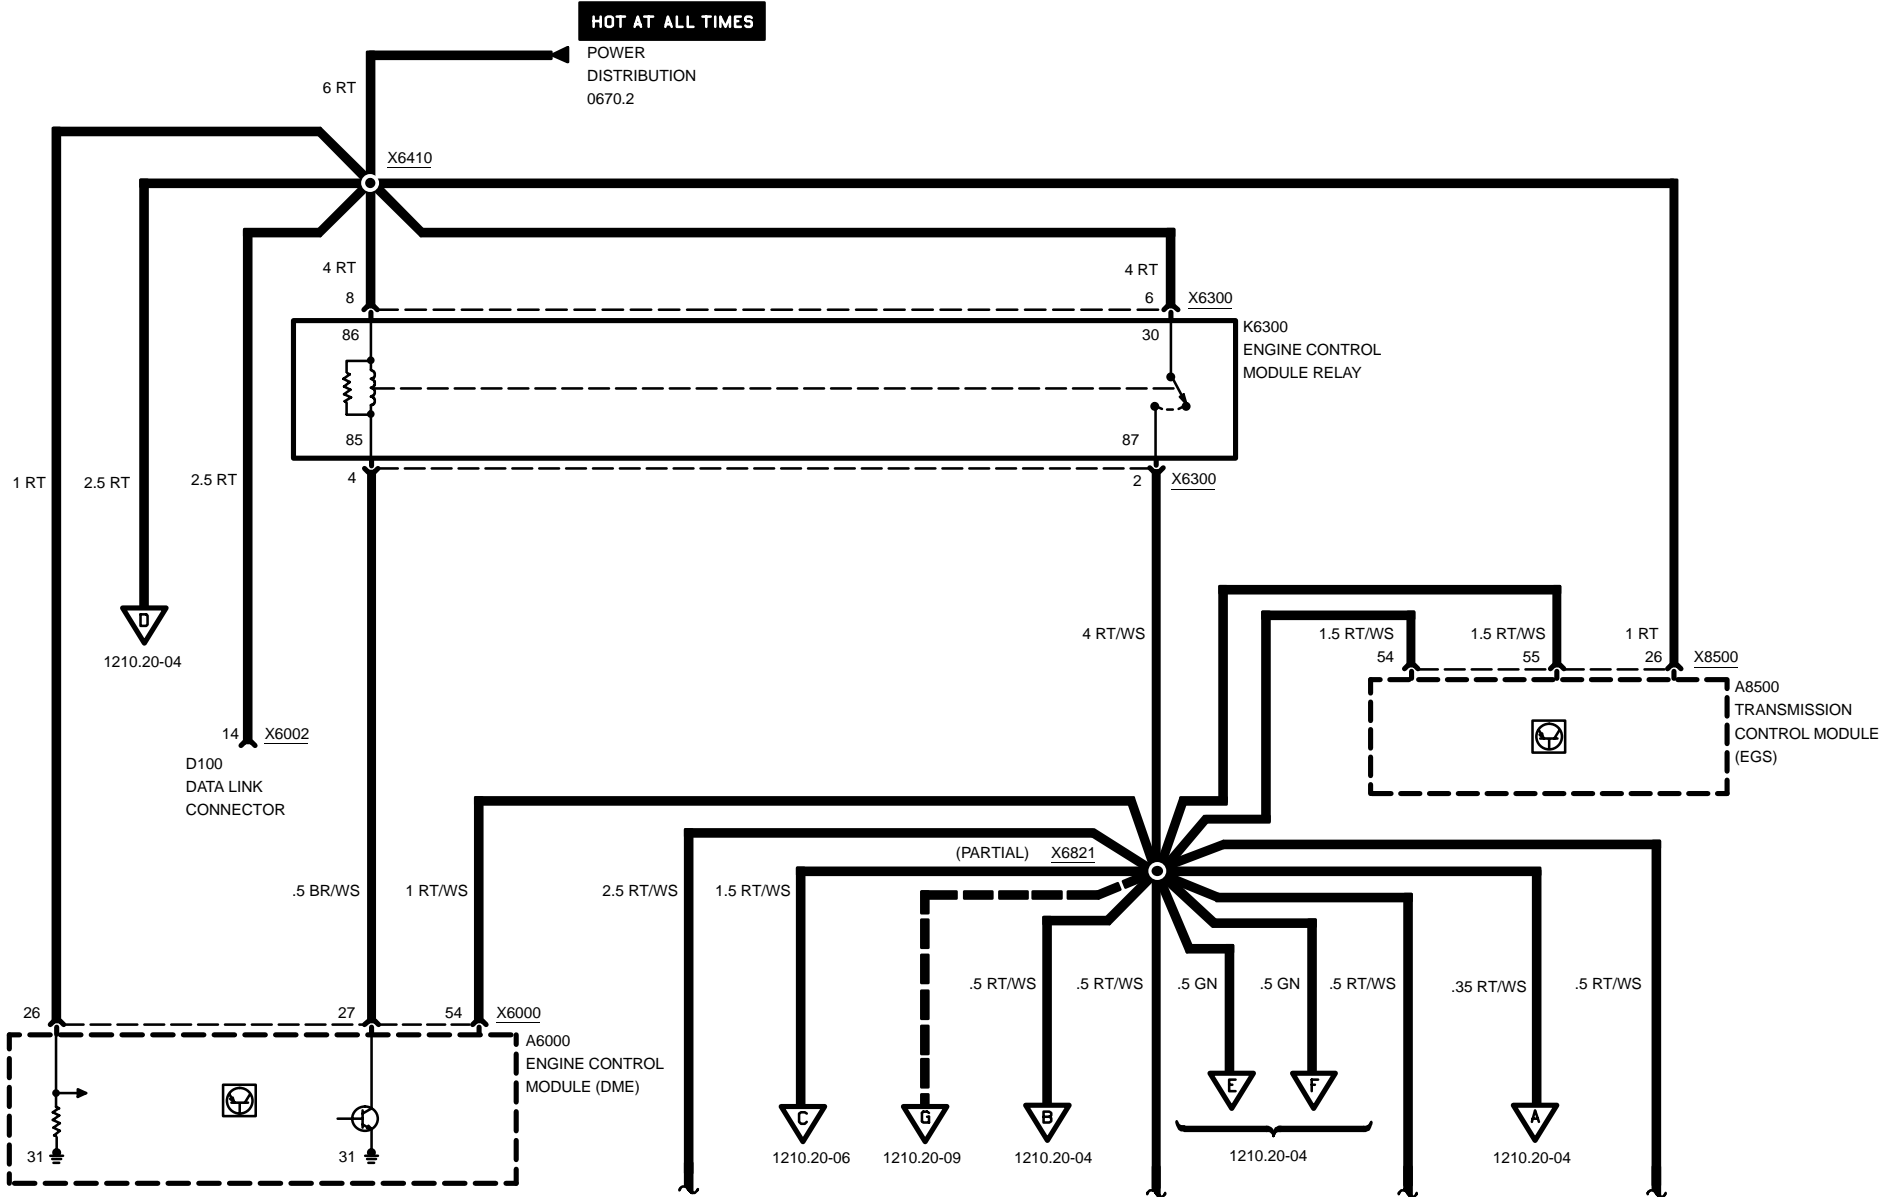 HOT AT ALL TIMES
POWER
DISTRIBUTION
0670.2
6 RT
X6410
4 RT
4 RT
8
6
X6300
86
30
K6300
ENGINE CONTROL
MODULE RELAY
85
87
4
2
X6300
1 RT
2.5 RT
2.5 RT
D
1210.20-04
4 RT/WS
1.5 RT/WS
1.5 RT/WS
1 RT
54
55
26
X8500
A8500
TRANSMISSION
CONTROL MODULE
(EGS)
14
X6002
D100
DATA LINK
CONNECTOR
(PARTIAL)
X6821
.5 BR/WS
1 RT/WS
2.5 RT/WS
1.5 RT/WS
.5 RT/WS
.5 RT/WS
.5 GN
.5 GN
.5 RT/WS
.35 RT/WS
.5 RT/WS
26
27
54
X6000
A6000
ENGINE CONTROL
MODULE (DME)
31
31
C
G
B
E
F
A
1210.20-06
1210.20-09
1210.20-04
1210.20-04
1210.20-04